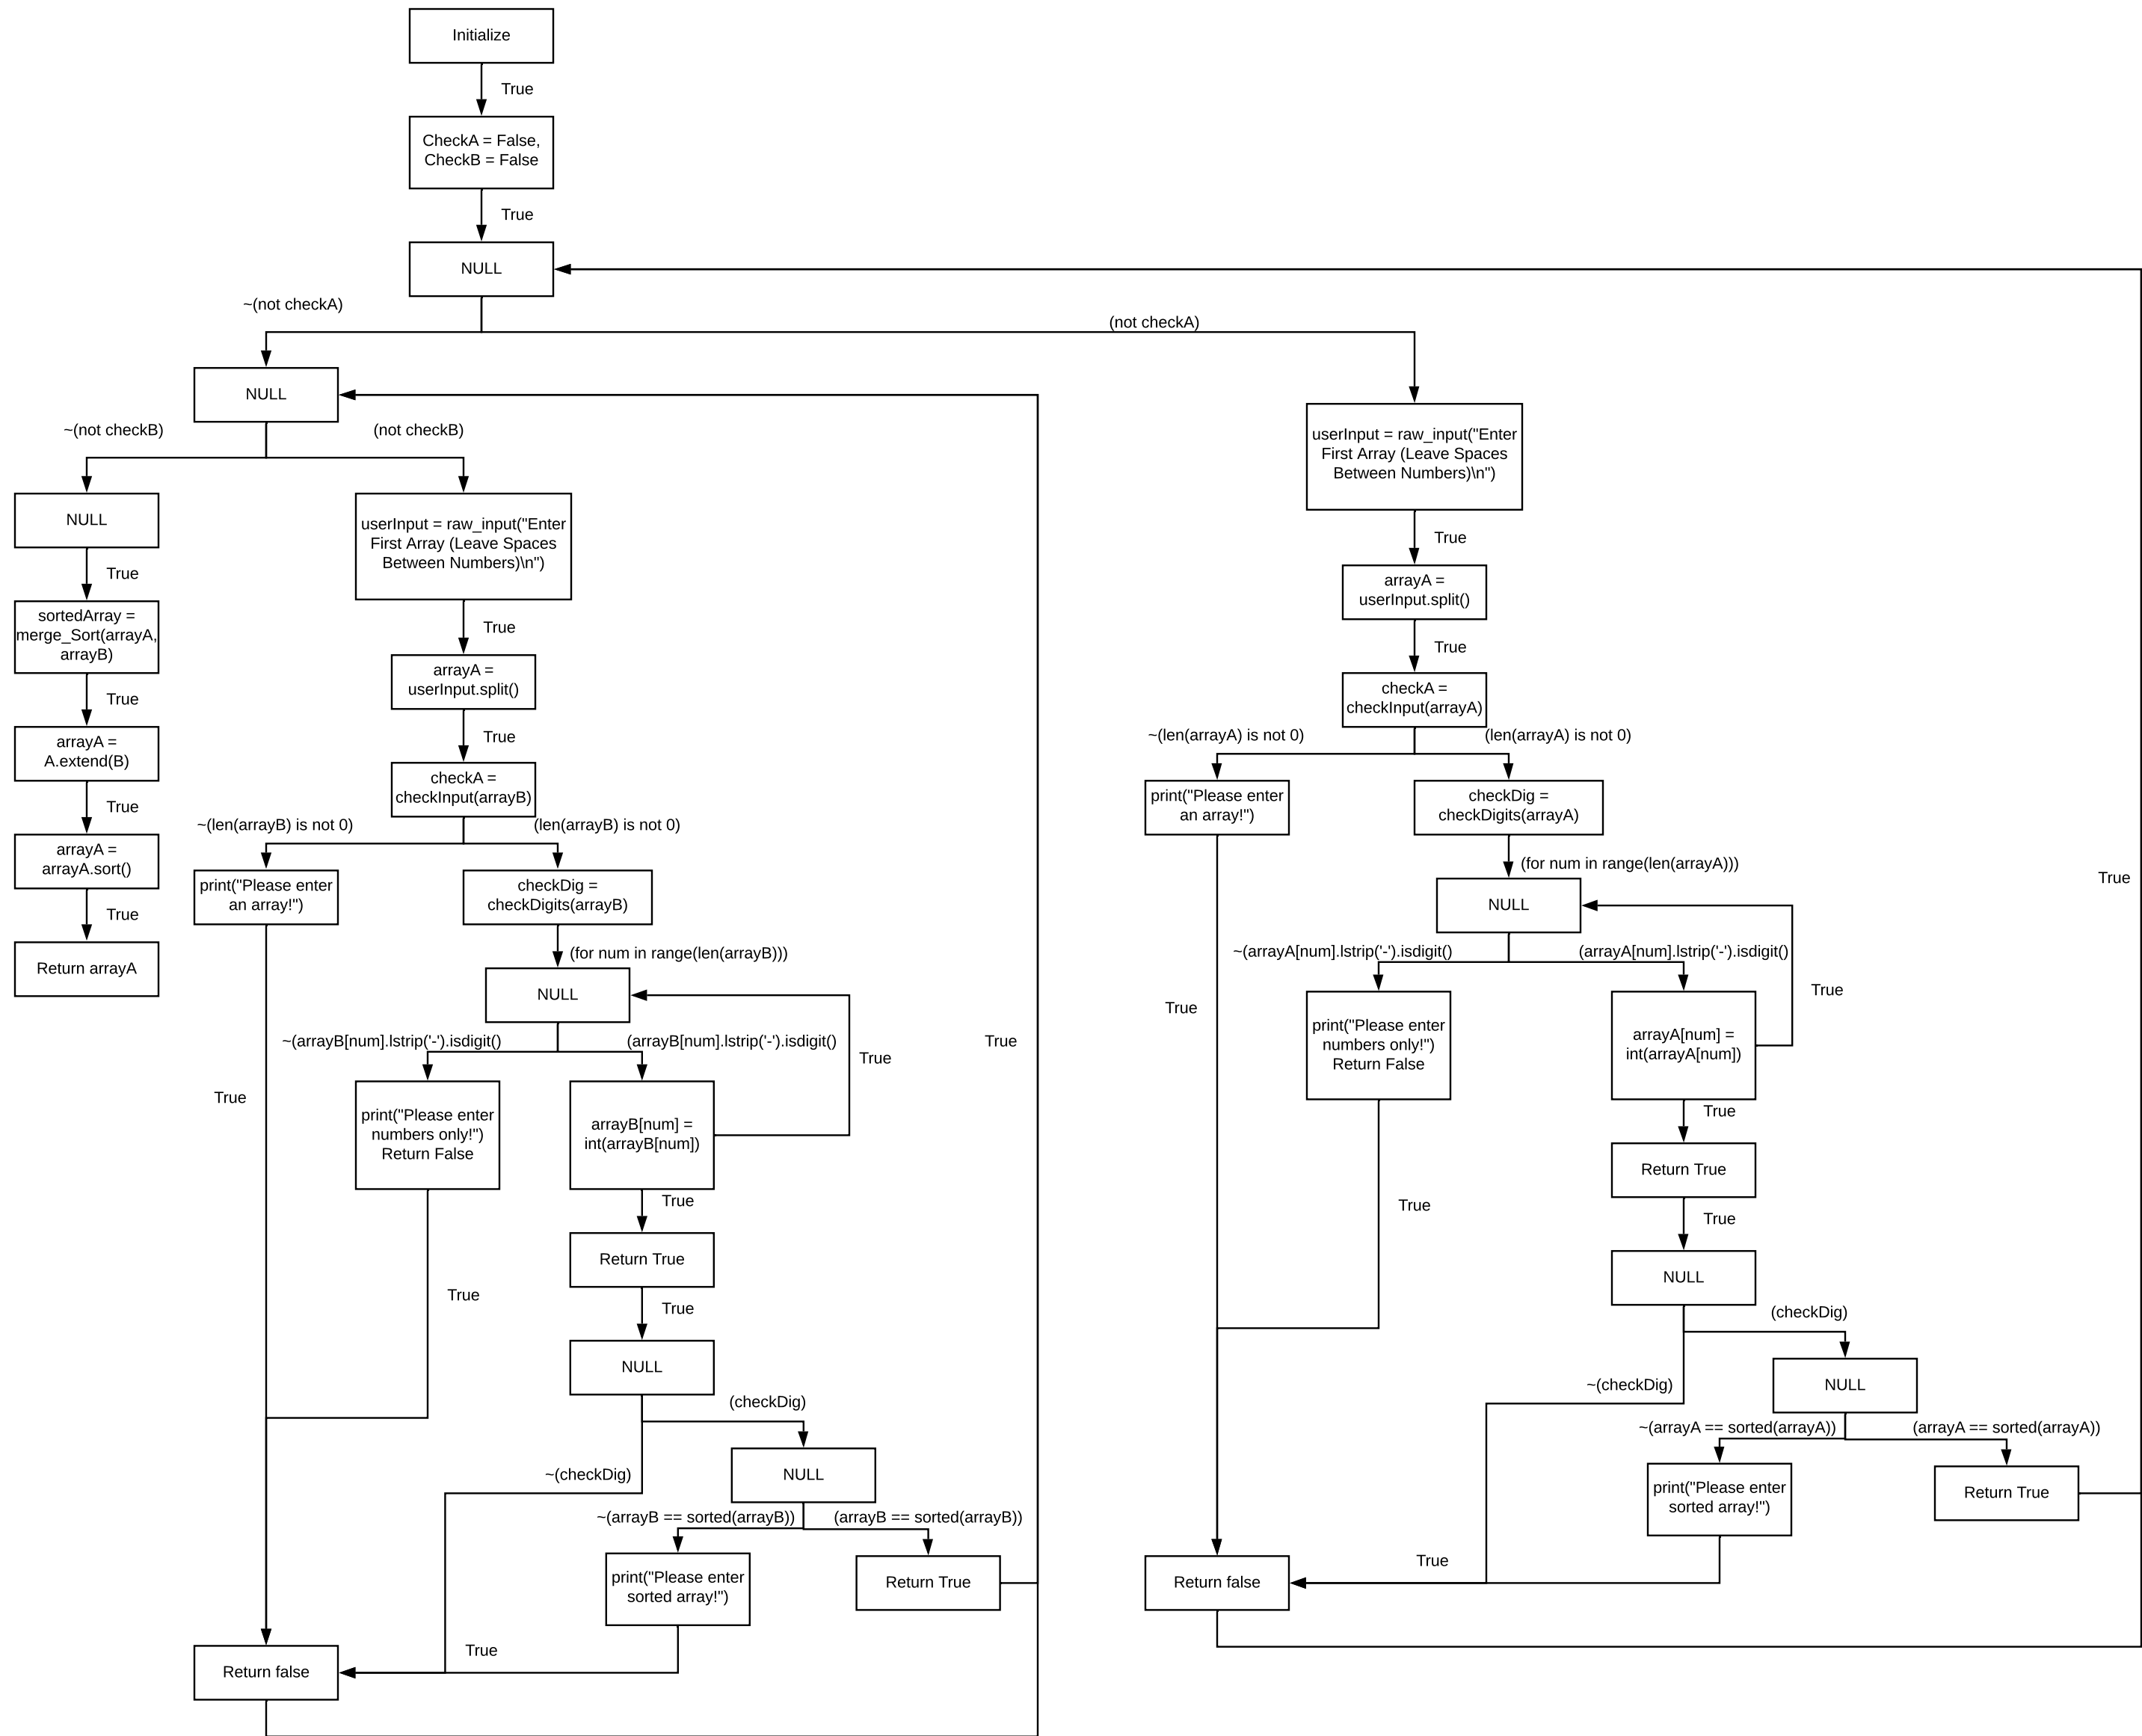 Initialize
True
CheckA = False,
CheckB = False
True
NULL
~(not checkA)
(not checkA)
NULL
~(not checkB)
(not checkB)
NULL
True
sortedArray =
merge_Sort(arrayA,
arrayB)
True
arrayA =
A.extend(B)
True
arrayA =
arrayA.sort()
True
Return arrayA
userInput = raw_input("Enter
First Array (Leave Spaces
Between Numbers)\n")
True
arrayA =
userInput.split()
True
checkA =
checkInput(arrayB)
~(len(arrayB) is not 0)
(len(arrayB) is not 0)
print("Please enter
an array!")
True
checkDig =
checkDigits(arrayB)
(for num in range(len(arrayB)))
NULL
~(arrayB[num].lstrip('-').isdigit()
(arrayB[num].lstrip('-').isdigit()
True
True
print("Please enter
numbers only!")
Return False
True
arrayB[num] =
int(arrayB[num])
True
Return True
True
NULL
(checkDig)
~(checkDig)
NULL
~(arrayB == sorted(arrayB))
(arrayB == sorted(arrayB))
print("Please enter
sorted array!")
Return True
True
Return false
userInput = raw_input("Enter
First Array (Leave Spaces
Between Numbers)\n")
True
arrayA =
userInput.split()
True
checkA =
checkInput(arrayA)
~(len(arrayA) is not 0)
(len(arrayA) is not 0)
print("Please enter
an array!")
True
checkDig =
checkDigits(arrayA)
(for num in range(len(arrayA)))
True
NULL
~(arrayA[num].lstrip('-').isdigit()
(arrayA[num].lstrip('-').isdigit()
True
print("Please enter
numbers only!")
Return False
True
arrayA[num] =
int(arrayA[num])
True
Return True
True
NULL
(checkDig)
~(checkDig)
NULL
~(arrayA == sorted(arrayA))
(arrayA == sorted(arrayA))
print("Please enter
sorted array!")
Return True
True
Return false